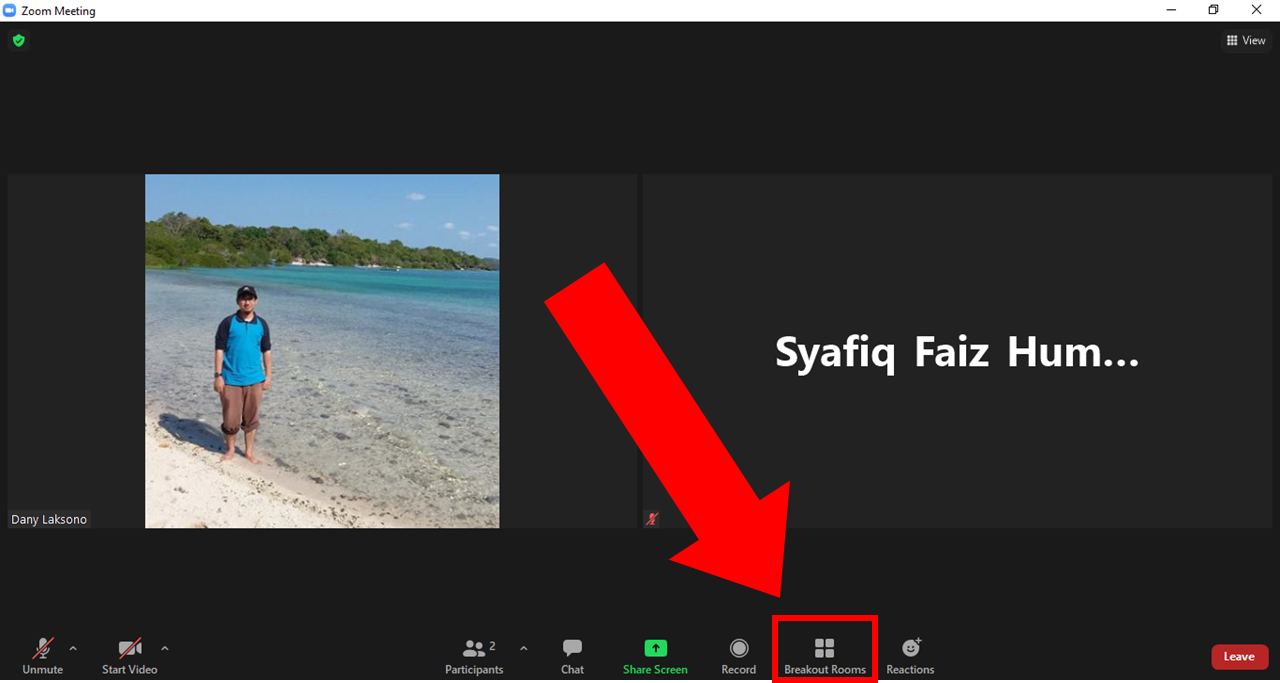 Zoom Meeting
View
Syafiq Faiz Hum...
Dany Laksono
Unmute
Start Video
Participants
2
Chat
Share Screen
Record
Breakout Rooms
Reactions
Leave